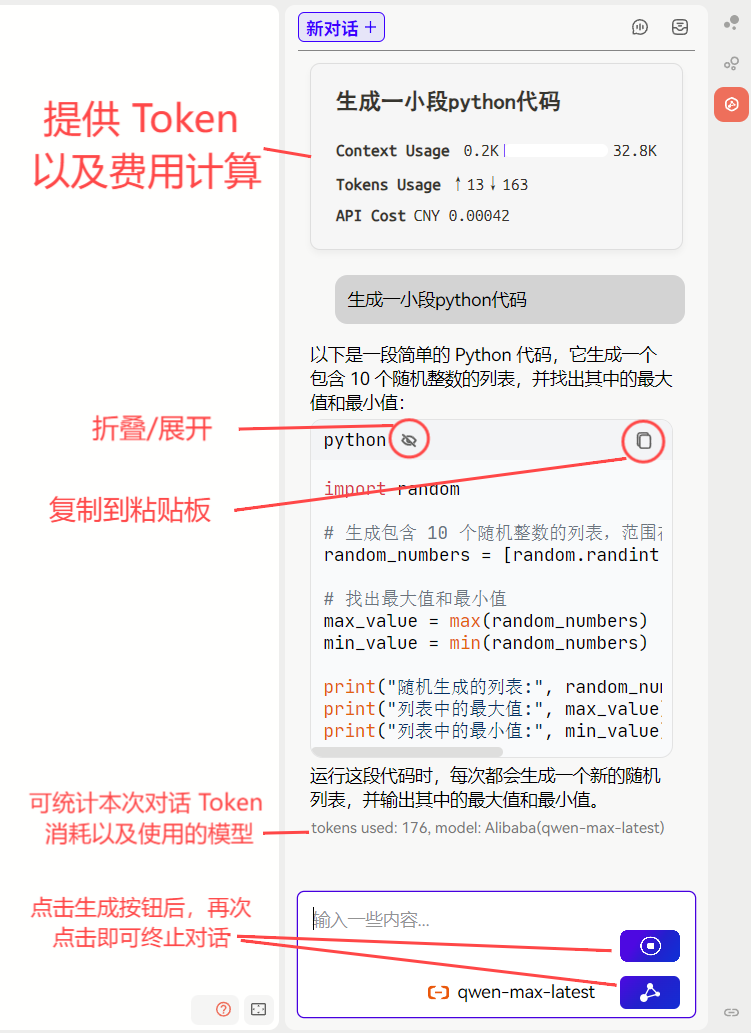 新对话 +
提供 Token
以及费用计算
生成一小段python代码
Context Usage 0.2K 32.8K
Tokens Usage ↑13↓163
API Cost CNY 0.00042
生成一小段python代码
以下是一段简单的 Python 代码，它生成一个
包含 10 个随机整数的列表，并找出其中的最大
值和最小值：
折叠/展开
python
复制到粘贴板
import random
# 生成包含 10 个随机整数的列表，范围在
random_numbers = [random.randint
# 找出最大值和最小值
max_value = max(random_numbers)
min_value = min(random_numbers)
print("随机生成的列表:", random_num
print("列表中的最大值:", max_value)
print("列表中的最小值:", min_value)
运行这段代码时，每次都会生成一个新的随机
列表，并输出其中的最大值和最小值。
可统计本次对话 Token
消耗以及使用的模型
tokens used: 176, model: Alibaba(qwen-max-latest)
点击生成按钮后，再次
点击即可终止对话
输入一些内容...
qwen-max-latest